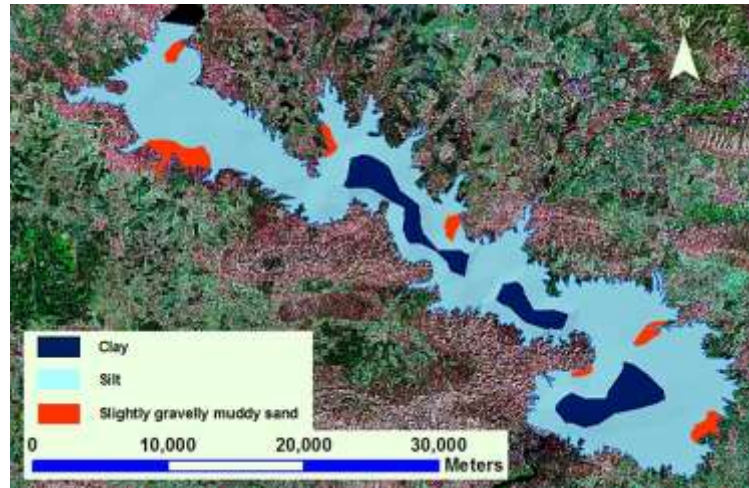 N
Clay
Silt
Slightly gravelly muddy sand
0 10,000 20,000 30,000
Meters